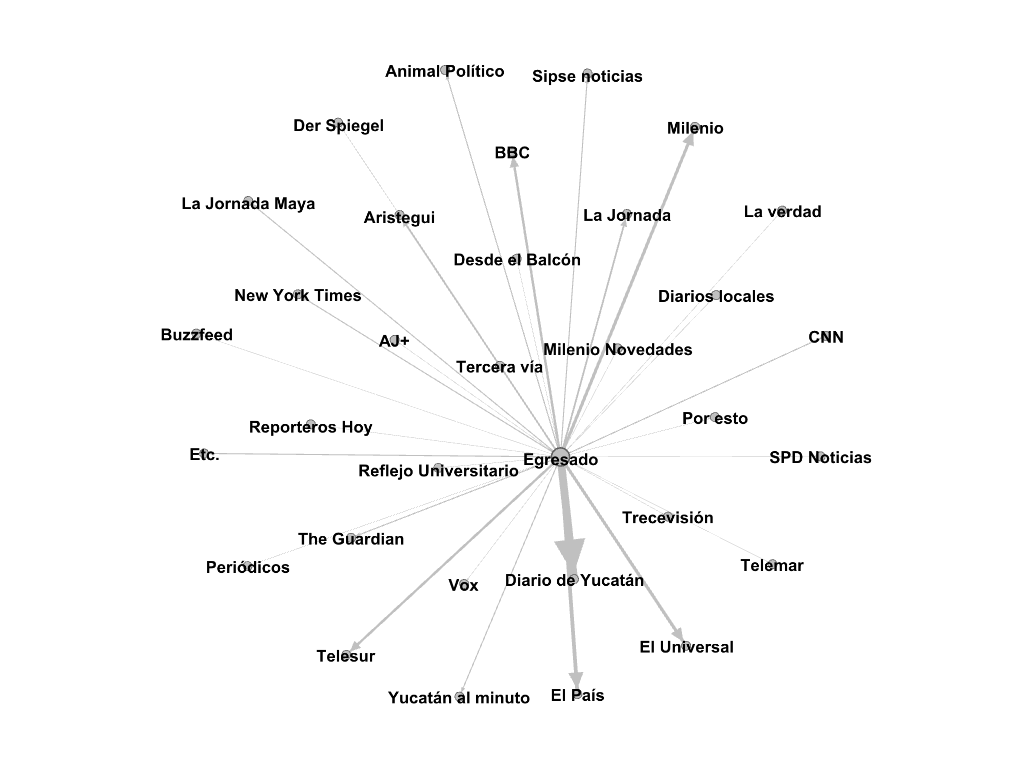 Animal Político
Sipse noticias
Der Spiegel
Milenio
BBC
La Jornada Maya
Aristegui
La Jornada
La verdad
Desde el Balcón
New York Times
Diarios locales
Buzzfeed
AJ+
CNN
Milenio Novedades
Tercera vía
Por esto
Reporteros Hoy
Etc.
Egresado
SPD Noticias
Reflejo Universitario
Trecevisión
The Guardian
Periódicos
Telemar
Vox
Diario de Yucatán
Telesur
El Universal
Yucatán al minuto
El País